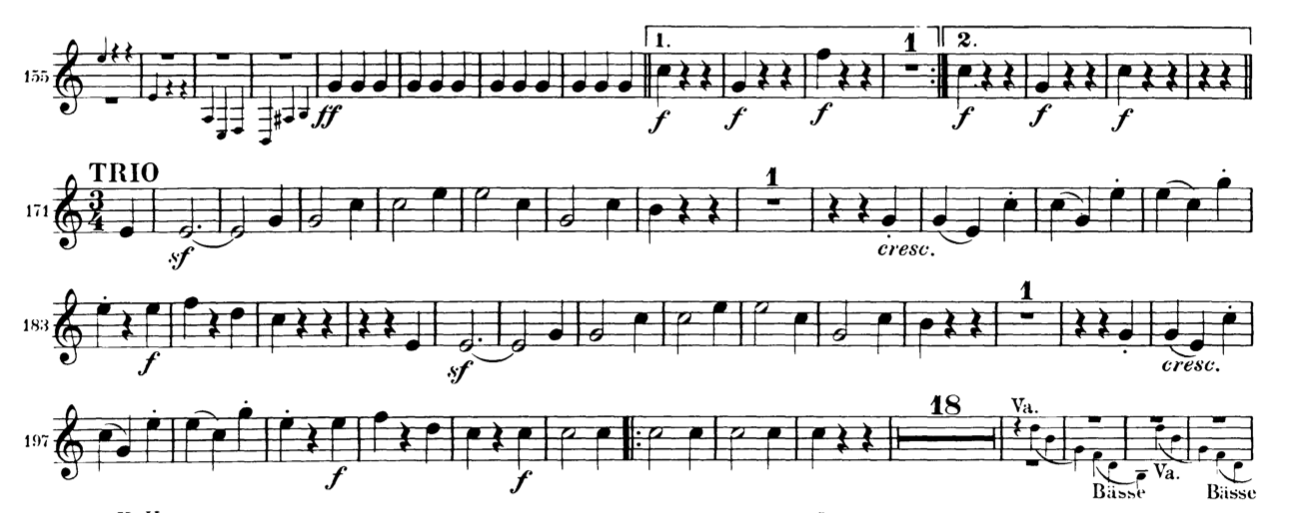 1. 1 2.
155
ff f f f f f f
TRIO
171 3 4 1
sf cresc.
1
183
f sf cresc.
18 Va.
197
f f Va.
Bässe Bässe